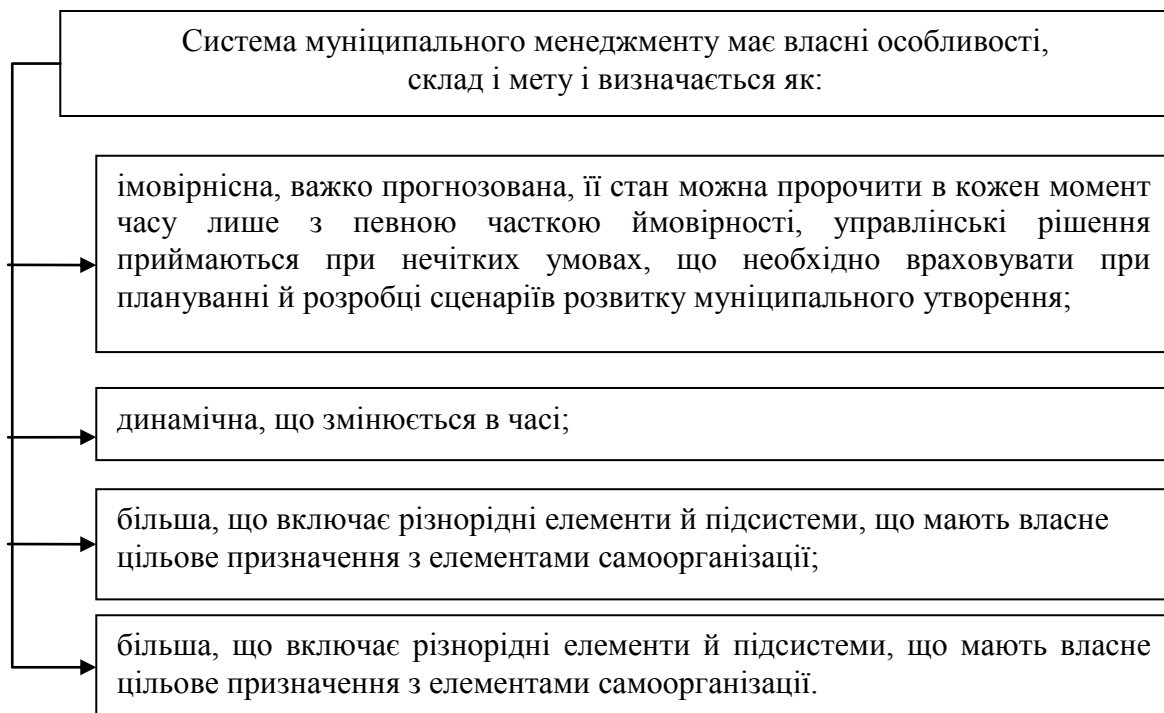 Система муніципального менеджменту має власні особливості,
склад і мету і визначається як:
імовірнісна, важко прогнозована, її стан можна пророчити в кожен момент
часу лише з певною часткою ймовірності, управлінські рішення
приймаються при нечітких умовах, що необхідно враховувати при
плануванні й розробці сценаріїв розвитку муніципального утворення;
динамічна, що змінюється в часі;
більша, що включає різнорідні елементи й підсистеми, що мають власне
цільове призначення з елементами самоорганізації;
більша, що включає різнорідні елементи й підсистеми, що мають власне
цільове призначення з елементами самоорганізації.